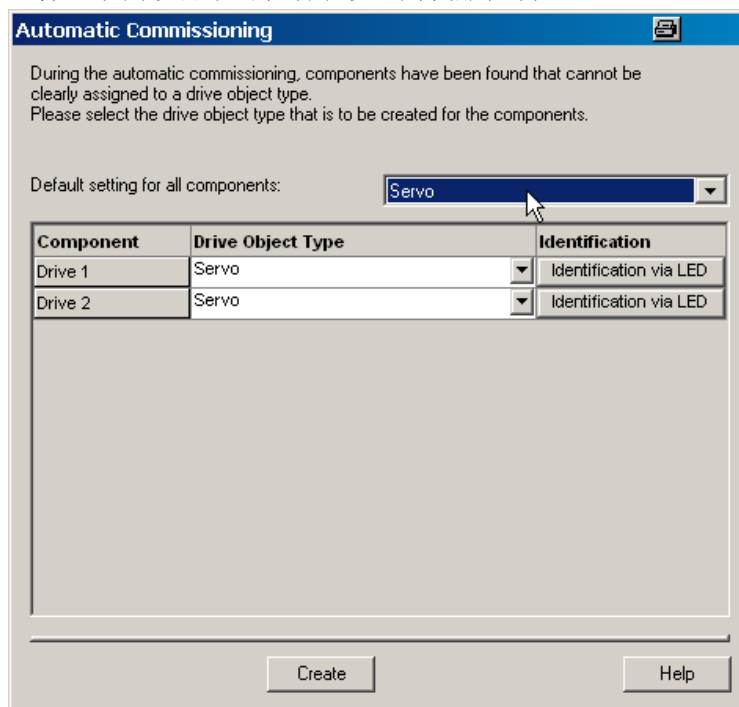 Automatic Commissioning
During the automatic commissioning, components have been found that cannot be
clearly assigned to a drive object type.
Please select the drive object type that is to be created for the components.
Default setting for all components: Servo
Component Drive Object Type Identification
Drive 1 Servo Identification via LED
Drive 2 Servo Identification via LED
Create Help